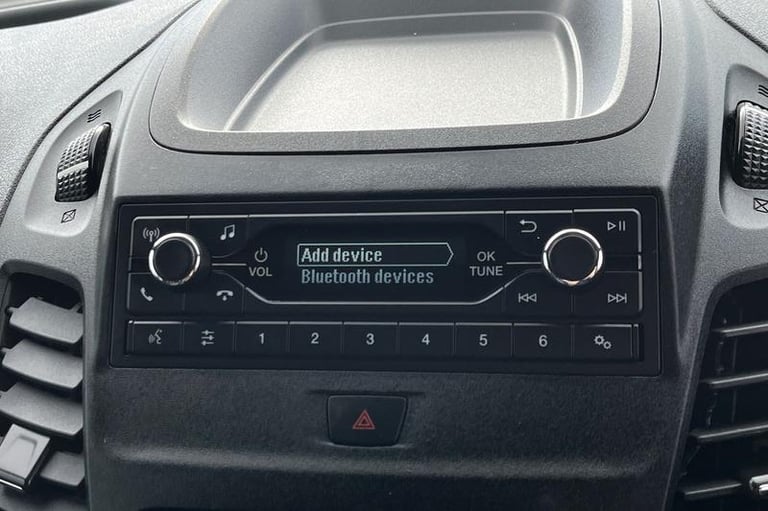 Add device
Bluetooth devices
VOL
OK
TUNE
1 2 3 4 5 6